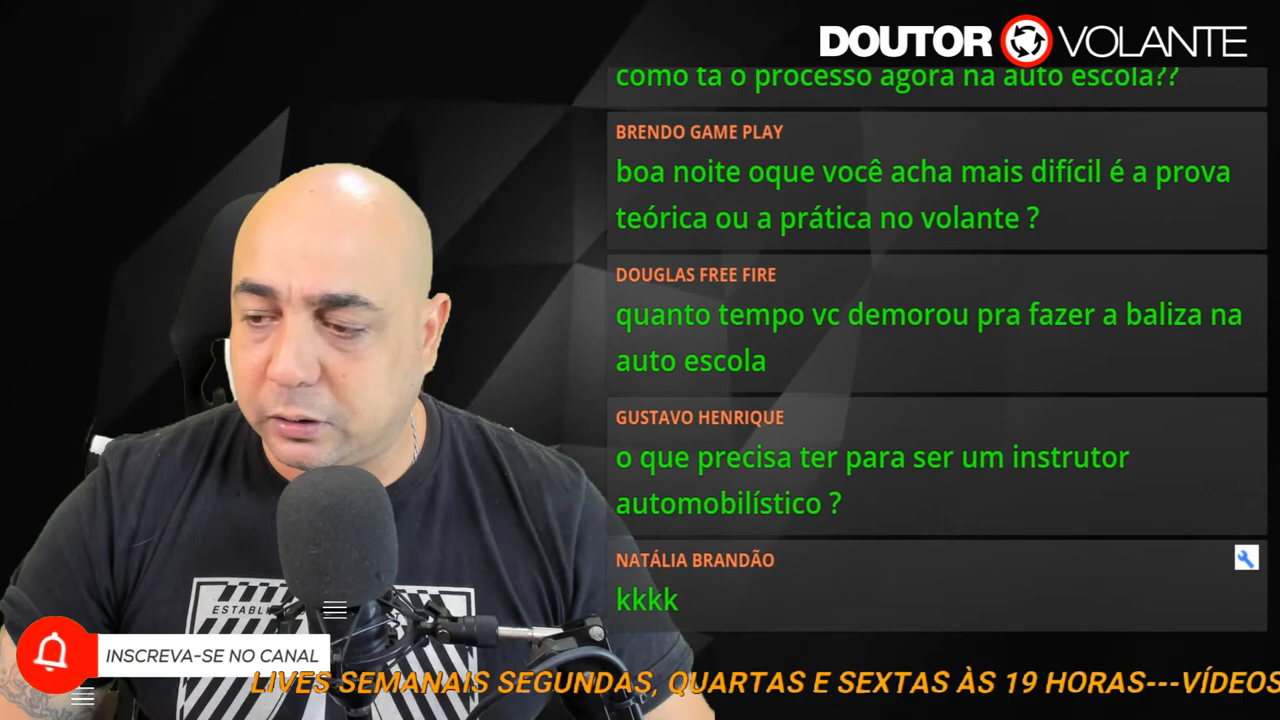 DOUTOR VOLANTE
como ta o processo agora na auto escola??
BRENDO GAME PLAY
boa noite oque você acha mais difícil é a prova
teórica ou a prática no volante ?
DOUGLAS FREE FIRE
quanto tempo vc demorou pra fazer a baliza na
auto escola
GUSTAVO HENRIQUE
o que precisa ter para ser um instrutor
automobilístico ?
NATÁLIA BRANDÃO
kkkk
INSCREVA-SE NO CANAL
LIVES SEMANAIS SEGUNDAS, QUARTAS E SEXTAS ÀS 19 HORAS---VÍDEOS